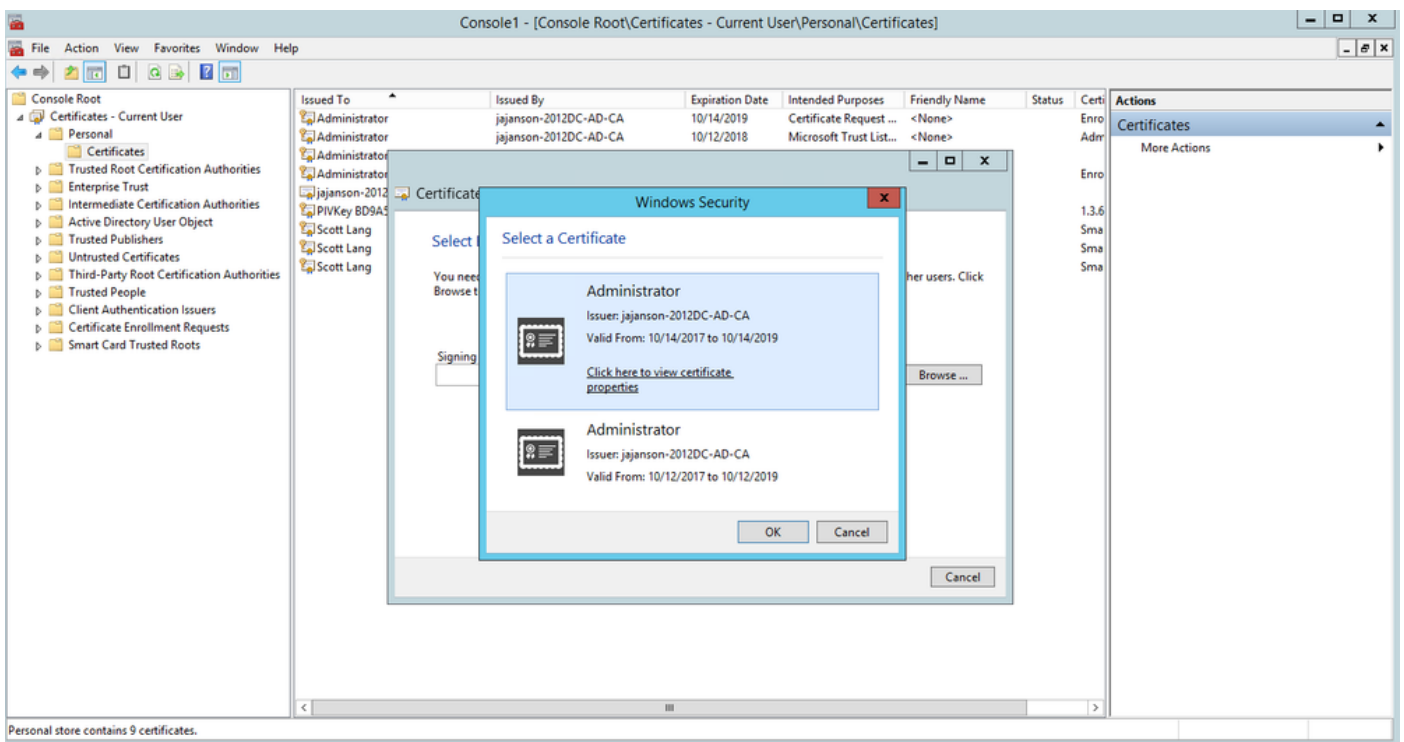 Console1 - [Console Root\Certificates - Current User\Personal\Certificates]
File Action View Favorites Window Help
Console Root
Certificates - Current User
Personal
Certificates
Trusted Root Certification Authorities
Enterprise Trust
Intermediate Certification Authorities
Active Directory User Object
Trusted Publishers
Untrusted Certificates
Third-Party Root Certification Authorities
Trusted People
Client Authentication Issuers
Certificate Enrollment Requests
Smart Card Trusted Roots
Issued To Issued By Expiration Date Intended Purposes Friendly Name Status Certi
Administrator jajanson-2012DC-AD-CA 10/14/2019 Certificate Request ... <None> Enro
Administrator jajanson-2012DC-AD-CA 10/12/2018 Microsoft Trust List... <None> Adm
Administrator
Administrator Enro
jajanson-2012
PIVKey BD9A5 1.3.6
Scott Lang Sma
Scott Lang Sma
Scott Lang Sma
Certificate
Select
You need her users. Click
Browse t
Signing
Browse ...
Cancel
Windows Security
x
Select a Certificate
Administrator
Issuer: jajanson-2012DC-AD-CA
Valid From: 10/14/2017 to 10/14/2019
Click here to view certificate
properties
Administrator
Issuer: jajanson-2012DC-AD-CA
Valid From: 10/12/2017 to 10/12/2019
OK Cancel
Actions
Certificates
More Actions
Personal store contains 9 certificates.